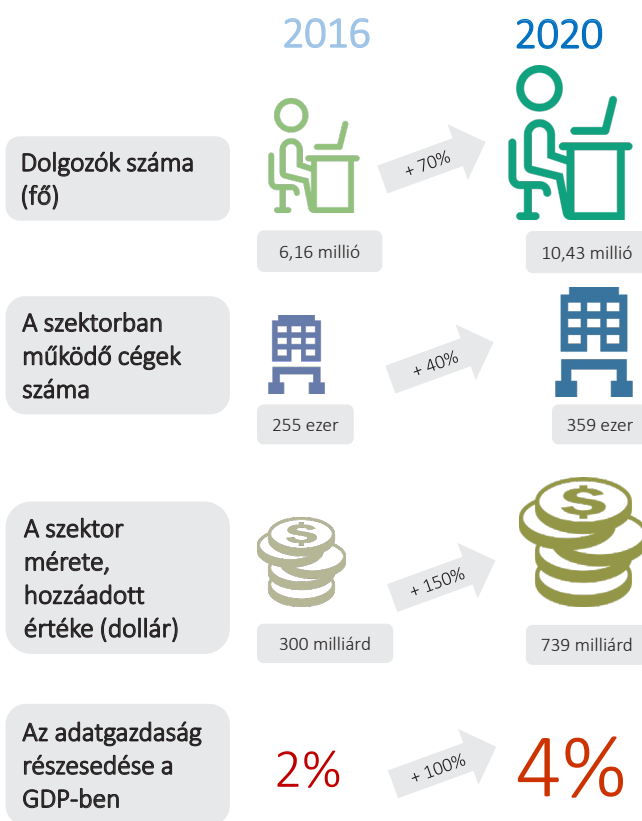 2016 2020
Dolgozók száma
(fő)
+ 70%
6,16 millió
10,43 millió
A szektorban
működő cégek
száma
+ 40%
255 ezer
359 ezer
A szektor
mérete,
hozzáadott
értéke (dollár)
$
+ 150%
$
300 milliárd
739 milliárd
Az adatgazdaság
részesedése a
GDP-ben
2%
+ 100%
4%